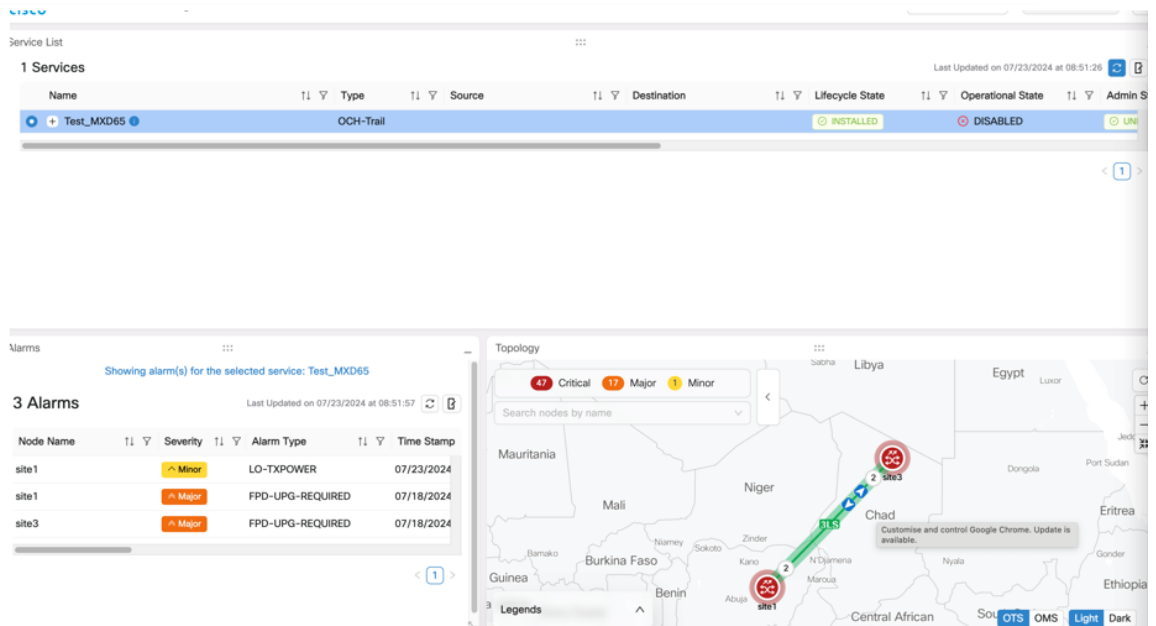 Service List
1 Services
Last Updated on 07/23/2024 at 08:51:26
Name Type Source Destination Lifecycle State Operational State Admin S
Test_MXD65 OCH-Trail INSTALLED DISABLED UN
1
Alarms
Showing alarm(s) for the selected service: Test_MXD65
3 Alarms
Last Updated on 07/23/2024 at 08:51:57
Node Name Severity Alarm Type Time Stamp
site1 Minor LO-TXPOWER 07/23/2024
site1 Major FPD-UPG-REQUIRED 07/18/2024
site3 Major FPD-UPG-REQUIRED 07/18/2024
1
Topology
47 Critical 17 Major 1 Minor
Search nodes by name
Sabha
Libya
Egypt
Luxor
Jedd
Mauritania
Port Sudan
Dongola
2 site3
Niger
Mali
Chad
Eritrea
3LS
Customise and control Google Chrome. Update is
available.
Niamey
Zinder
Sokoto
Bamako
Burkina Faso
Kano
N'Djamena
Nyala
Gonder
2
Guinea
Maroua
Ethiopia
Benin
Abuja
site1
Legends
Central African
Sou
OTS OMS Light Dark